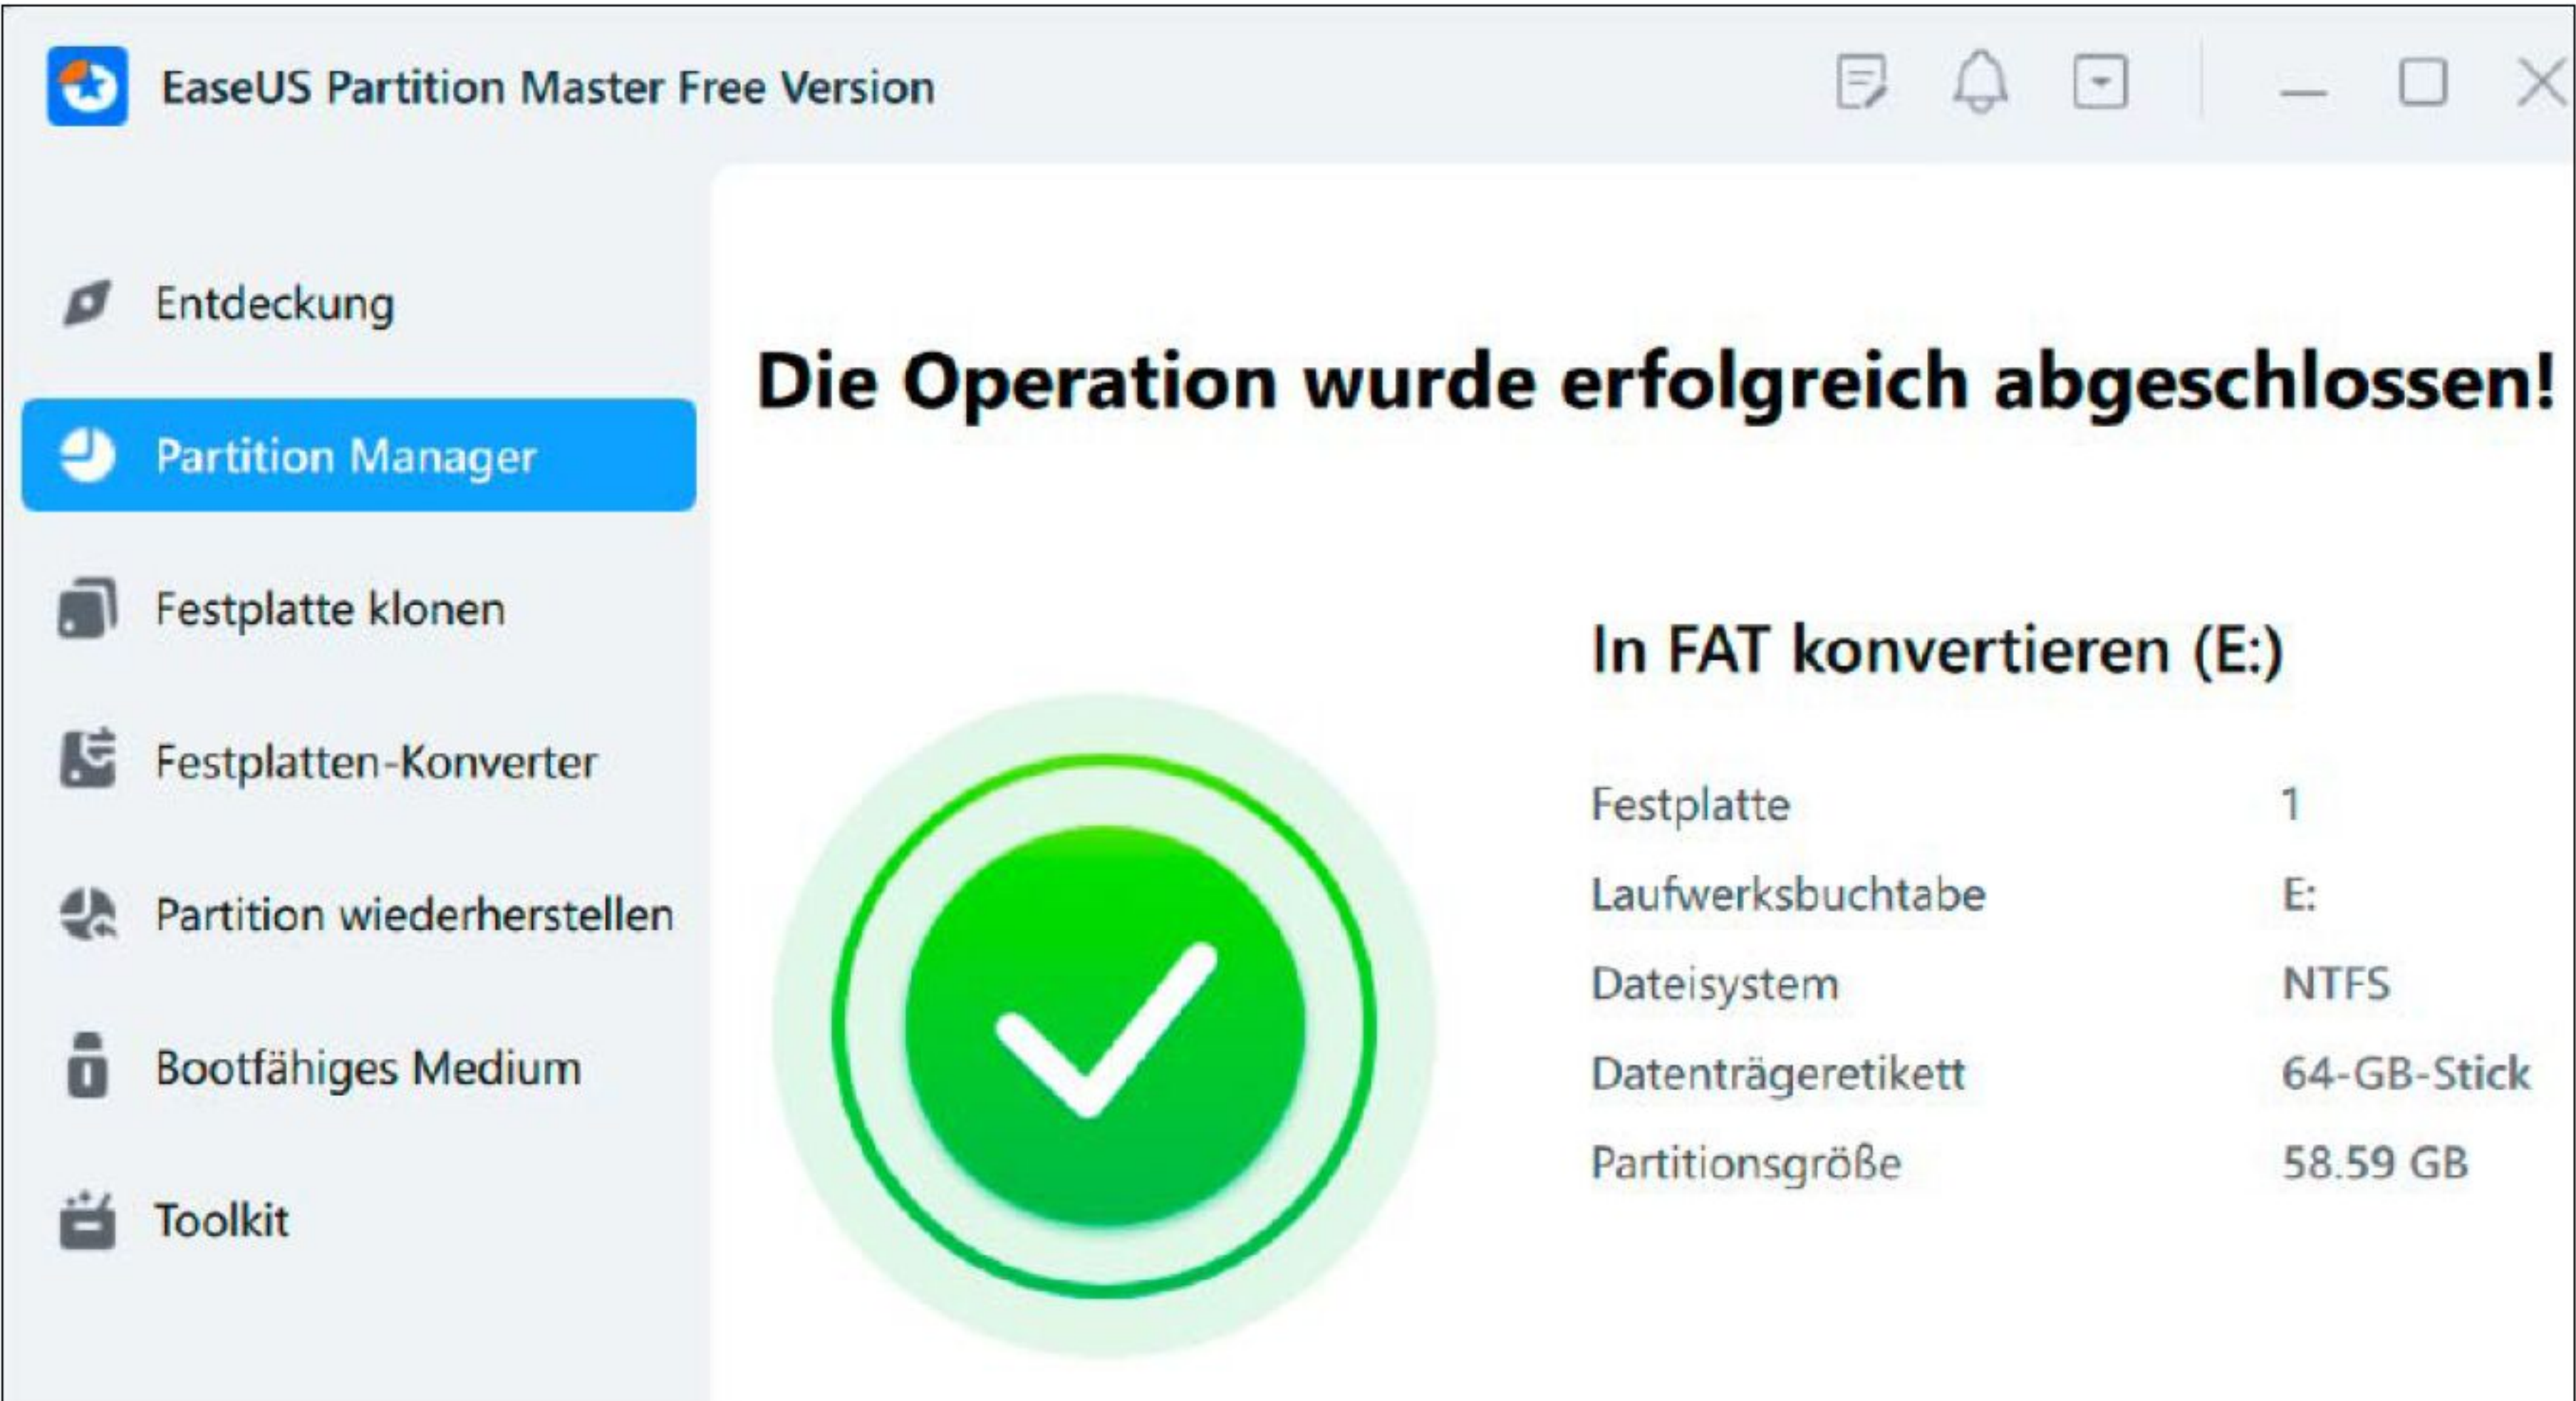 EaseUS Partition Master Free Version
Entdeckung
Partition Manager
Festplatte klonen
Festplatten-Konverter
Partition wiederherstellen
Bootfähiges Medium
Toolkit
Die Operation wurde erfolgreich abgeschlossen!
In FAT konvertieren (E:)
Festplatte 1
Laufwerksbuchtabe E:
Dateisystem NTFS
Datenträgeretikett 64-GB-Stick
Partitionsgröße 58.59 GB